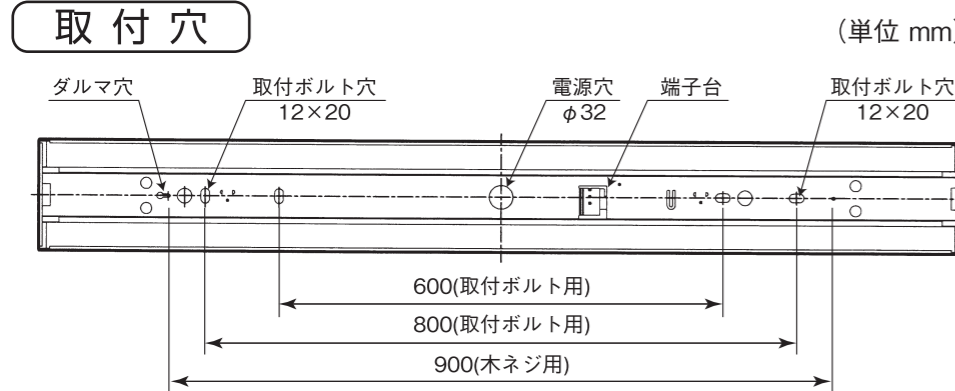 取付穴
(単位 mm)
ダルマ穴
取付ボルト穴
12×20
電源穴
φ32
端子台
取付ボルト穴
12×20
600(取付ボルト用)
800(取付ボルト用)
900(木ネジ用)